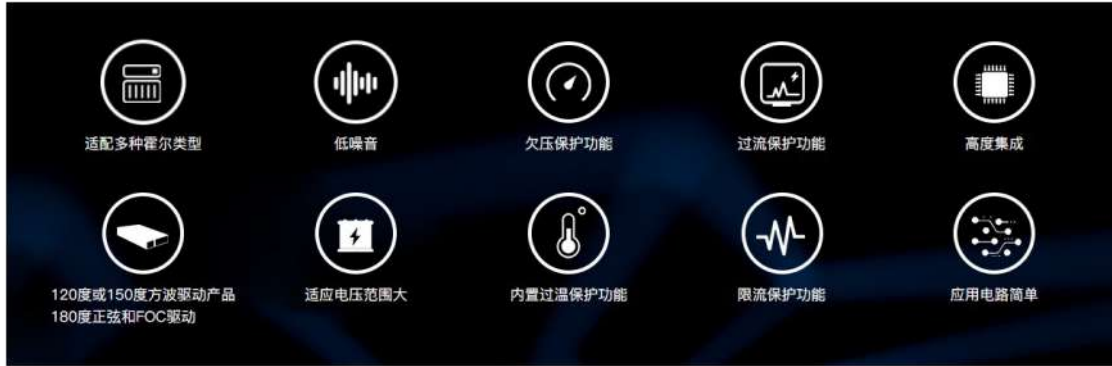 适配多种霍尔类型
低噪音
欠压保护功能
过流保护功能
高度集成
120度或150度方波驱动产品
180度正弦和FOC驱动
适应电压范围大
内置过温保护功能
限流保护功能
应用电路简单